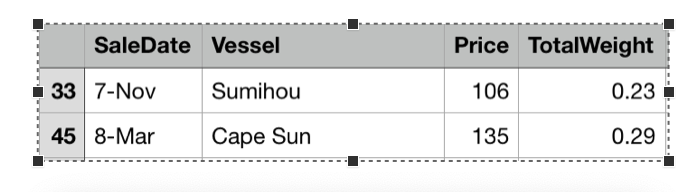 SaleDate Vessel Price TotalWeight
33 7-Nov Sumihou 106 0.23
45 8-Mar Cape Sun 135 0.29